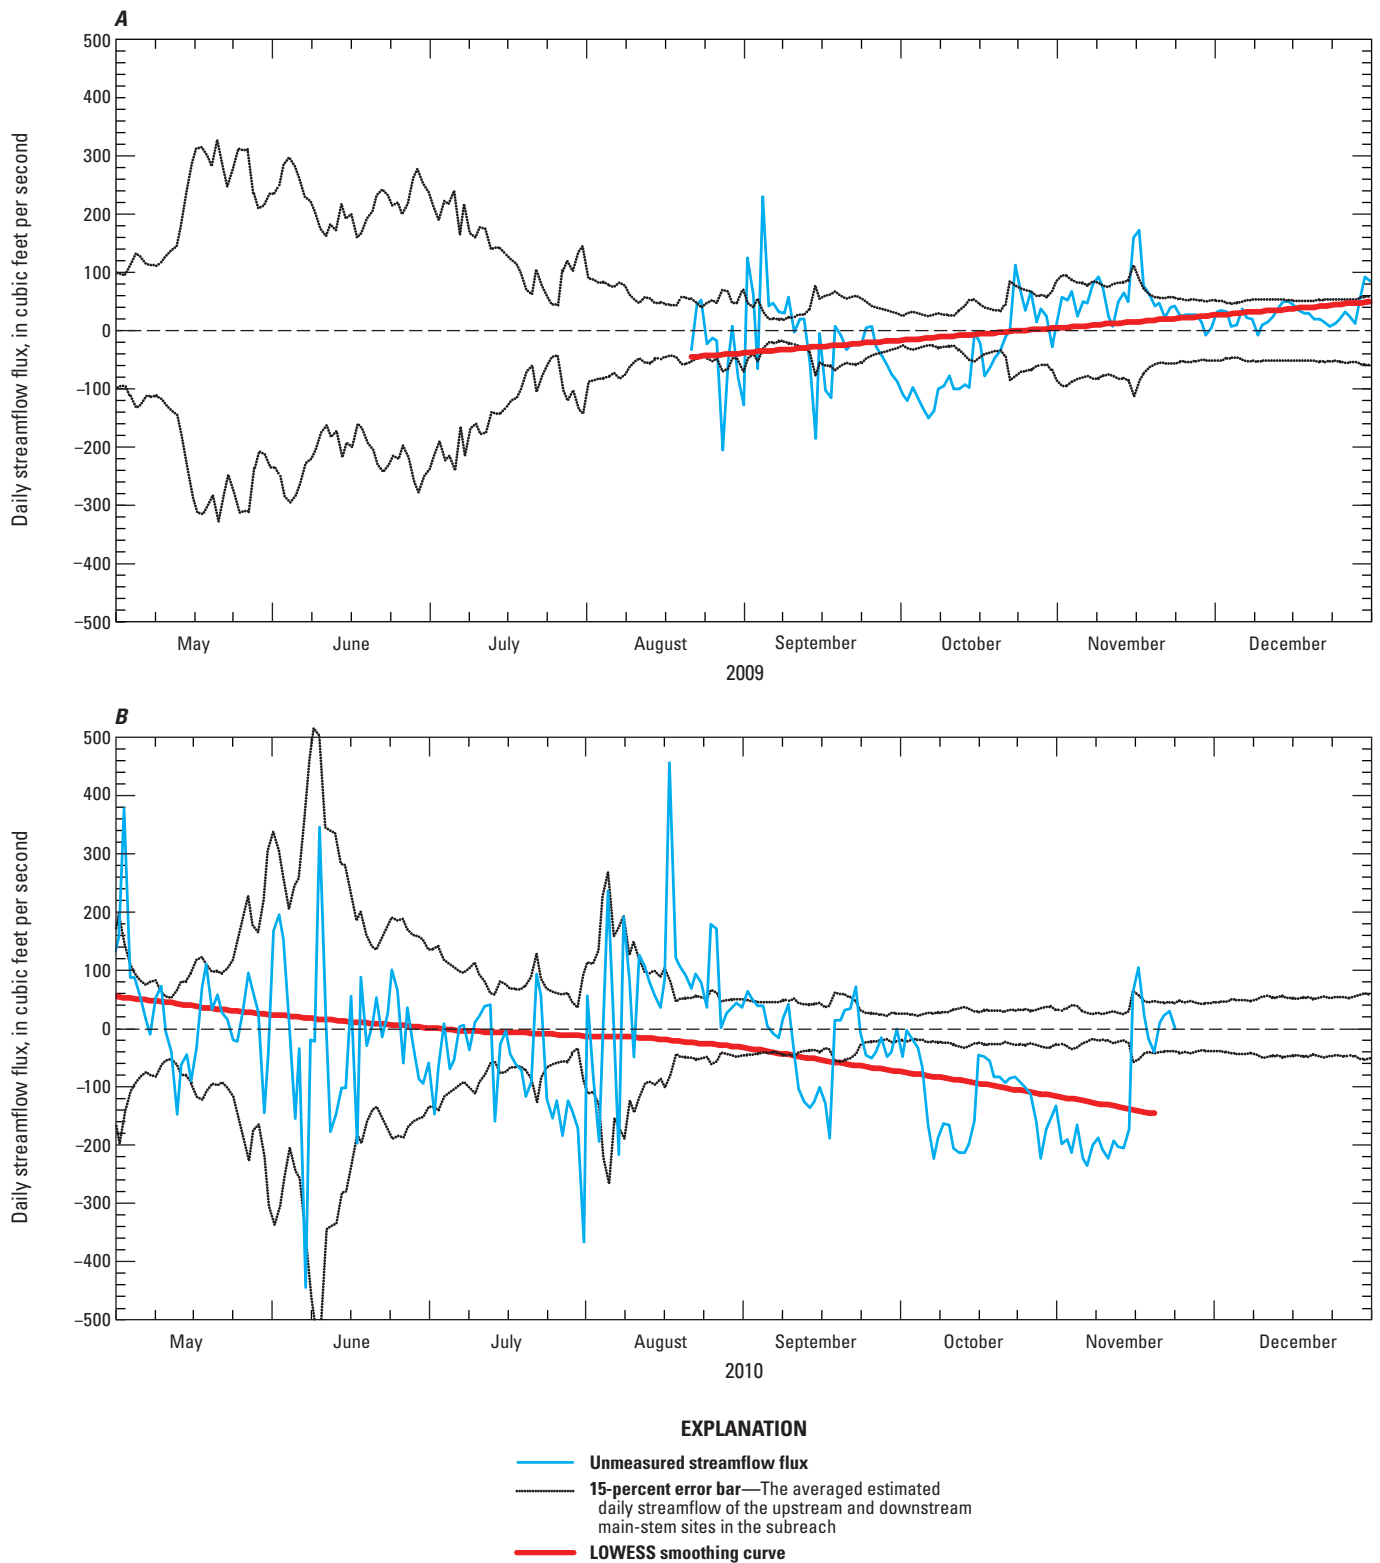 A
Daily streamflow flux, in cubic feet per second
500
400
300
200
100
0
−100
−200
−300
−400
−500
May June July August September October November December
2009
B
Daily streamflow flux, in cubic feet per second
500
400
300
200
100
0
−100
−200
−300
−400
−500
May June July August September October November December
2010
EXPLANATION
Unmeasured streamflow flux
15-percent error bar—The averaged estimated
daily streamflow of the upstream and downstream
main-stem sites in the subreach
LOWESS smoothing curve